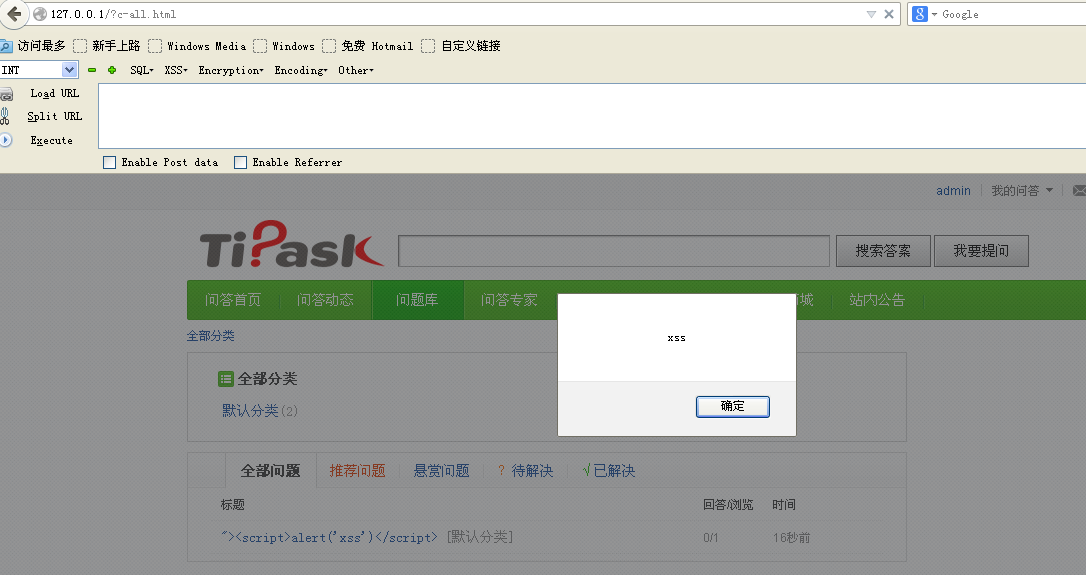 127.0.0.1/?c-all.html
Google
访问最多 新手上路 Windows Media Windows 免费 Hotmail 自定义链接
INT SQL XSS Encryption Encoding Other
Load URL
Split URL
Execute
Enable Post data Enable Referrer
admin 我的问答
TiPask 搜索答案 我要提问
问答首页 问答动态 问题库 问答专家 城 站内公告
全部分类
全部分类
默认分类(2)
xss
确定
全部问题 推荐问题 悬赏问题 ? 待解决 √已解决
标题 回答/浏览 时间
"><script>alert('xss')</script> [默认分类] 0/1 16秒前